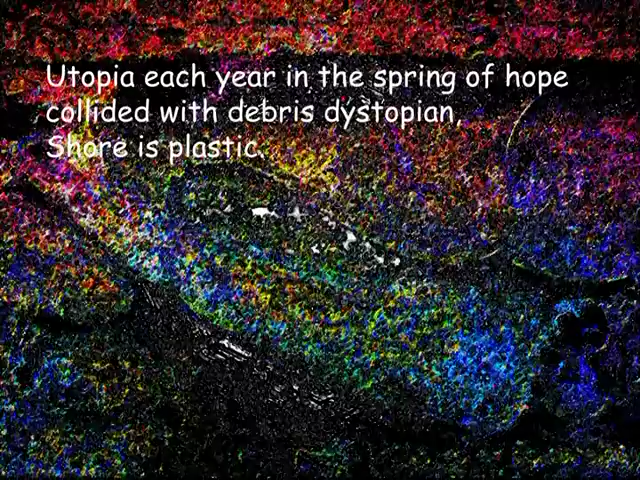 Utopia each year in the spring of hope
collided with debris dystopian,
Shore is plastic.